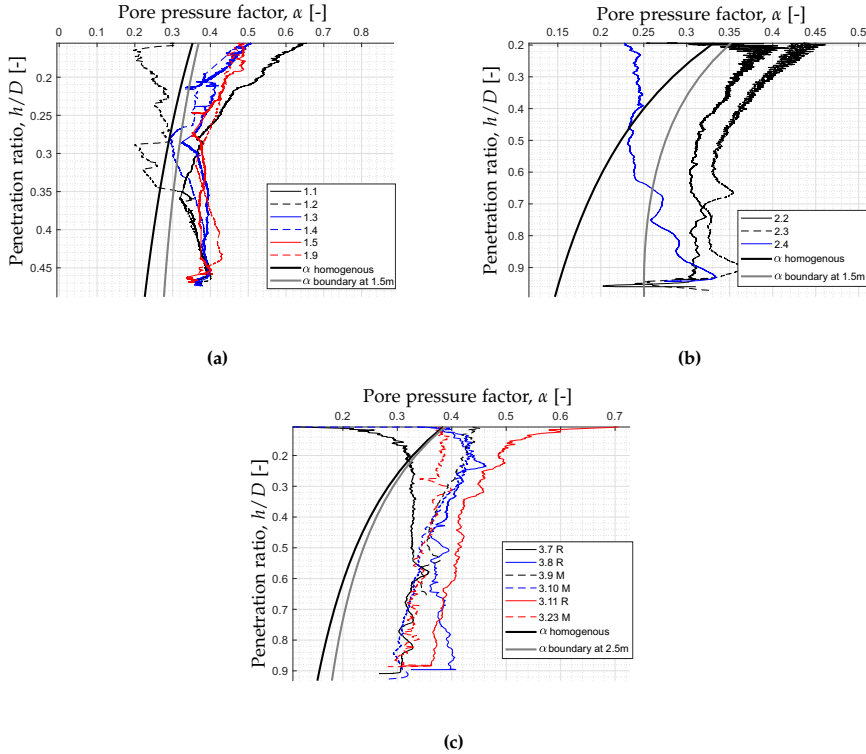 Pore pressure factor, α [-]
0 0.1 0.2 0.3 0.4 0.5 0.6 0.7 0.8
Penetration ratio, h/D [-]
0.2
0.25
0.3
0.35
0.4
0.45
1.1
1.2
1.3
1.4
1.5
1.9
α homogenous
α boundary at 1.5m
(a)
Pore pressure factor, α [-]
0.15 0.2 0.25 0.3 0.35 0.4 0.45 0.5
Penetration ratio, h/D [-]
0.2
0.3
0.4
0.5
0.6
0.7
0.8
0.9
2.2
2.3
2.4
α homogenous
α boundary at 1.5m
(b)
Pore pressure factor, α [-]
0.2 0.3 0.4 0.5 0.6 0.7
Penetration ratio, h/D [-]
0.2
0.3
0.4
0.5
0.6
0.7
0.8
0.9
3.7 R
3.8 R
3.9 M
3.10 M
3.11 R
3.23 M
α homogenous
α boundary at 2.5m
(c)